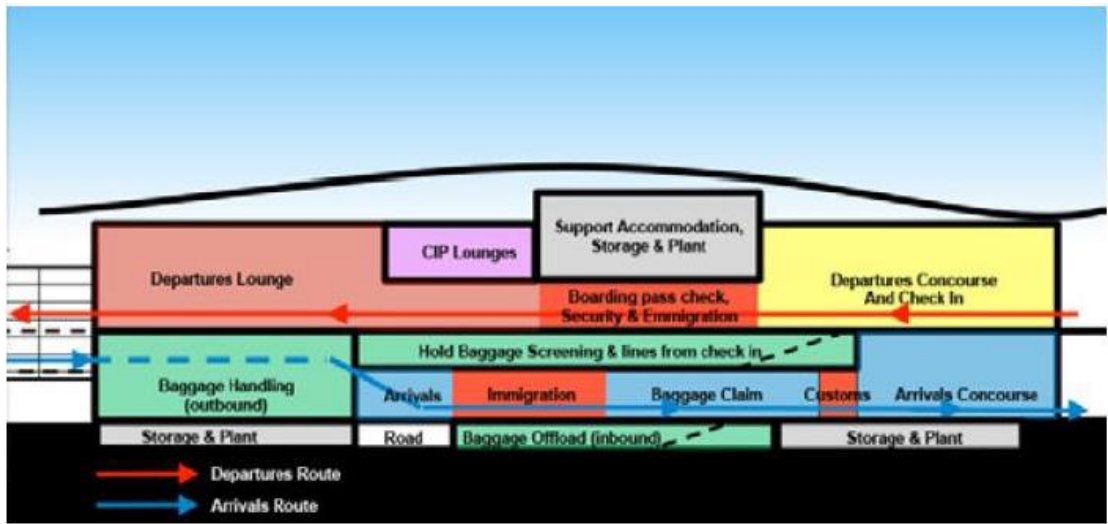 Support Accommodation,
Storage & Plant
CIP Lounges
Departures Lounge
Departures Concourse
And Check In
Boarding pass check,
Security & Emmigration
Hold Baggage Screening & lines from check in
Baggage Handling
(outbound)
Arrivals
Immigration
Baggage Claim
Customs
Arrivals Concourse
Storage & Plant
Road
Baggage Offload (inbound)
Storage & Plant
Departures Route
Arrivals Route